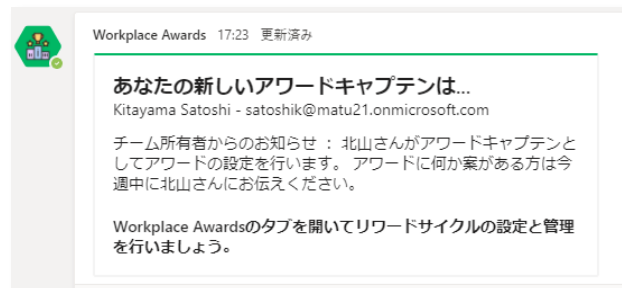 Workplace Awards 17:23 更新済み
あなたの新しいアワードキャプテンは...
Kitayama Satoshi - satoshik@matu21.onmicrosoft.com
チーム所有者からのお知らせ : 北山さんがアワードキャプテンと
してアワードの設定を行います。 アワードに何か案がある方は今
週中に北山さんにお伝えください。
Workplace Awardsのタブを開いてリワードサイクルの設定と管理
を行いましょう。